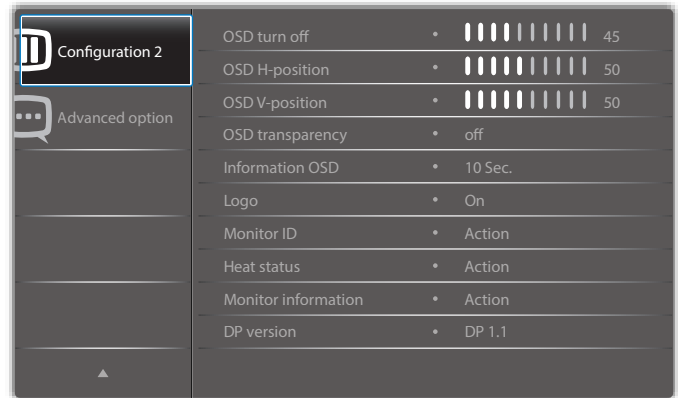 Configuration 2
Advanced option
OSD turn off • 45
OSD H-position • 50
OSD V-position • 50
OSD transparency • off
Information OSD • 10 Sec.
Logo • On
Monitor ID • Action
Heat status • Action
Monitor information • Action
DP version • DP 1.1